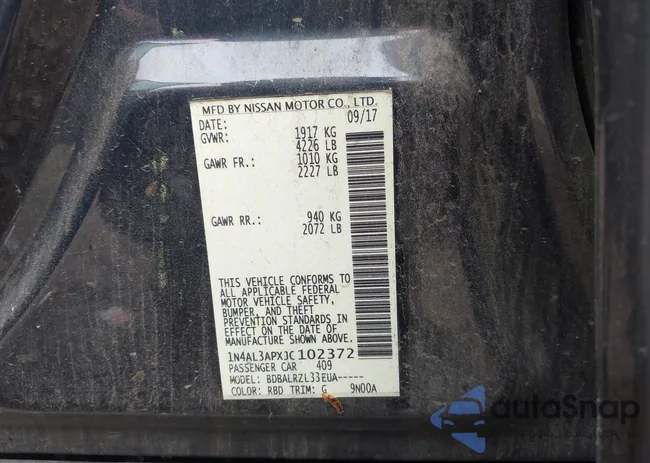 MFD BY NISSAN MOTOR CO., LTD.
DATE: 09/17
GVWR: 1917 KG
4226 LB
GAWR FR.: 1010 KG
2227 LB
GAWR RR.: 940 KG
2072 LB
THIS VEHICLE CONFORMS TO
ALL APPLICABLE FEDERAL
MOTOR VEHICLE SAFETY,
BUMPER, AND THEFT
PREVENTION STANDARDS IN
EFFECT ON THE DATE OF
MANUFACTURE SHOWN ABOVE.
1N4AL3APXJC102372
PASSENGER CAR 409
MODEL: BDBALRZL33EUA-----
COLOR: RBD TRIM: G 9N00A
autoSnap